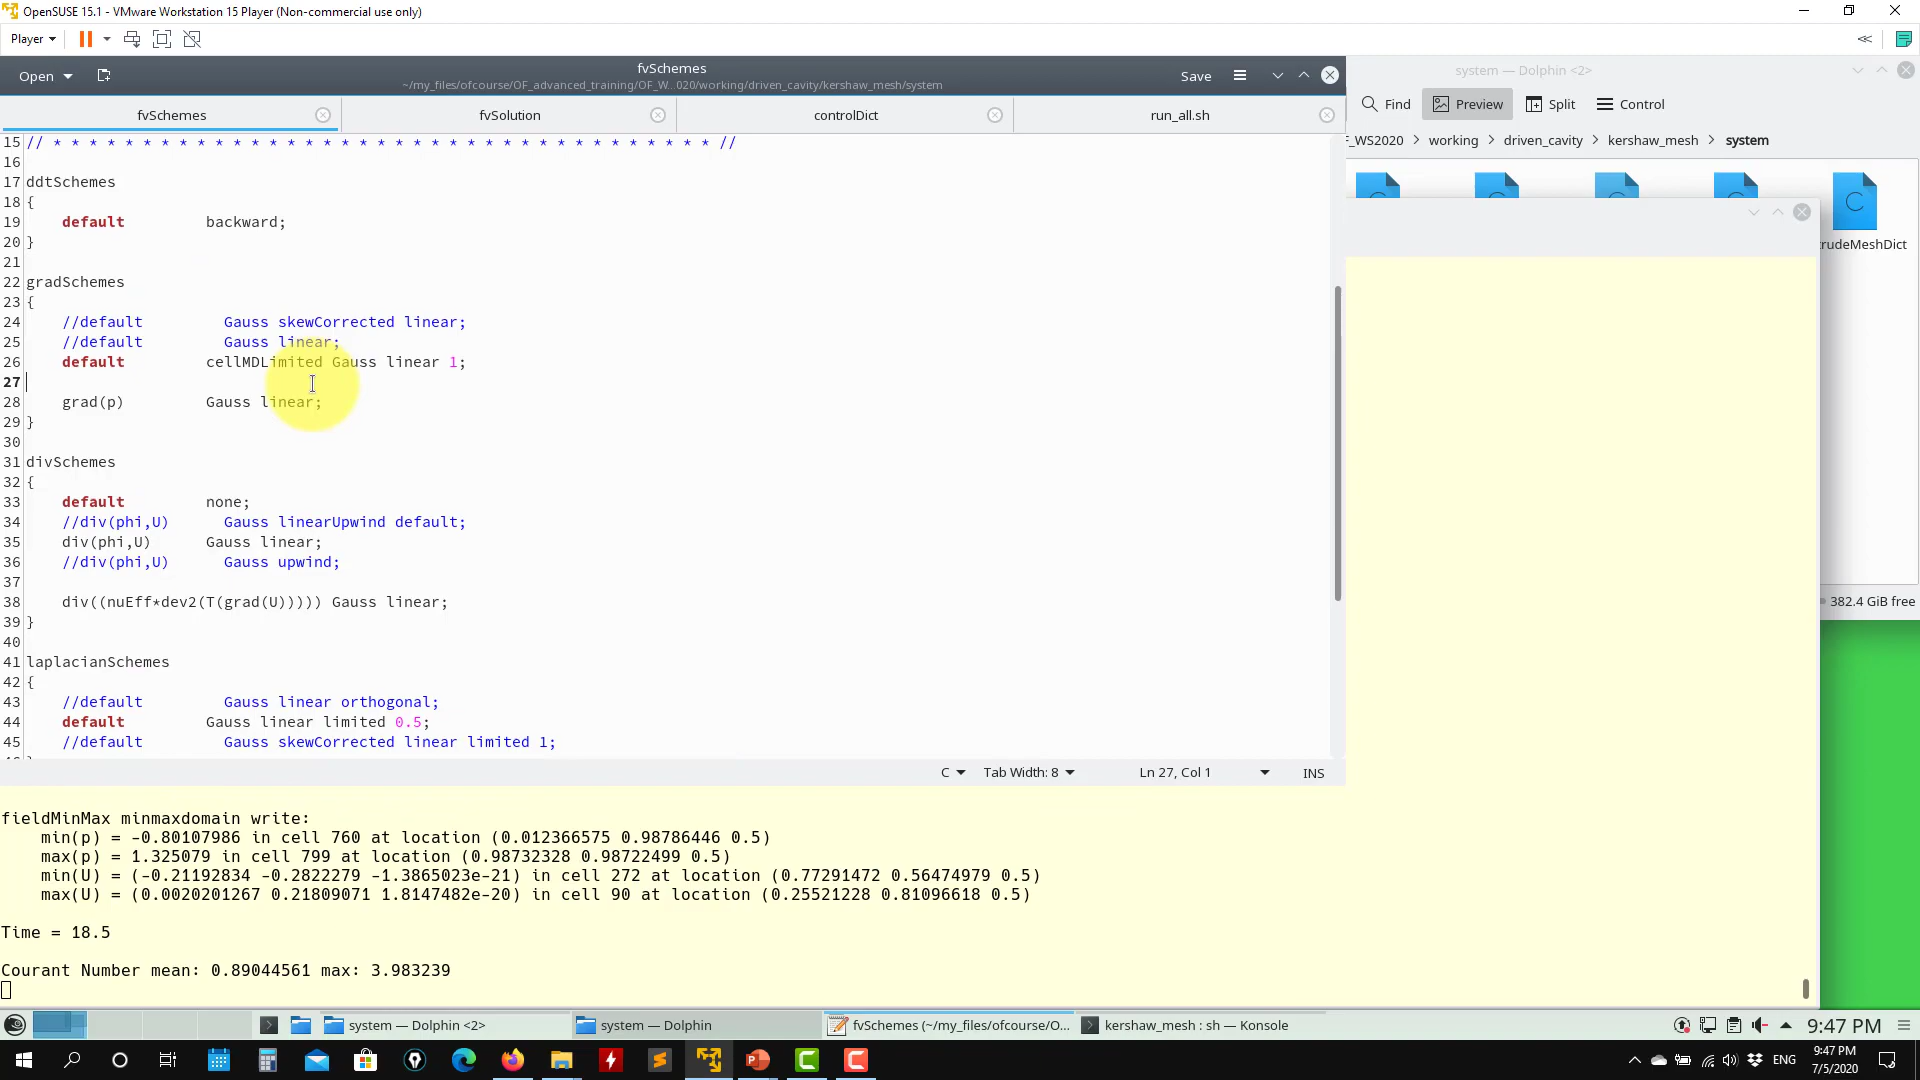 OpenSUSE 15.1 - VMware Workstation 15 Player (Non-commercial use only)
Player
Open
fvSchemes
~/my_files/ofcourse/OF_advanced_training/OF_W...020/working/driven_cavity/kershaw_mesh/system
Save
system — Dolphin <2>
fvSchemes
fvSolution
controlDict
run_all.sh
Find
Preview
Split
Control
F_WS2020 > working > driven_cavity > kershaw_mesh > system
15 // * * * * * * * * * * * * * * * * * * * * * * * * * * * * * * * * * * * * * //
16
17 ddtSchemes
18 {
19     default         backward;
20 }
21
22 gradSchemes
23 {
24     //default         Gauss skewCorrected linear;
25     //default         Gauss linear;
26     default         cellMDLimited Gauss linear 1;
27
28     grad(p)         Gauss linear;
29 }
30
31 divSchemes
32 {
33     default         none;
34     //div(phi,U)      Gauss linearUpwind default;
35     div(phi,U)      Gauss linear;
36     //div(phi,U)      Gauss upwind;
37
38     div((nuEff*dev2(T(grad(U))))) Gauss linear;
39 }
40
41 laplacianSchemes
42 {
43     //default         Gauss linear orthogonal;
44     default         Gauss linear limited 0.5;
45     //default         Gauss skewCorrected linear limited 1;
C
Tab Width: 8
Ln 27, Col 1
INS
rudeMeshDict
382.4 GiB free
fieldMinMax minmaxdomain write:
    min(p) = -0.80107986 in cell 760 at location (0.012366575 0.98786446 0.5)
    max(p) = 1.325079 in cell 799 at location (0.98732328 0.98722499 0.5)
    min(U) = (-0.21192834 -0.2822279 -1.3865023e-21) in cell 272 at location (0.77291472 0.56474979 0.5)
    max(U) = (0.0020201267 0.21809071 1.8147482e-20) in cell 90 at location (0.25521228 0.81096618 0.5)
Time = 18.5
Courant Number mean: 0.89044561 max: 3.983239
system — Dolphin <2>
system — Dolphin
fvSchemes (~/my_files/ofcourse/O...
kershaw_mesh : sh — Konsole
9:47 PM
ENG
9:47 PM
7/5/2020